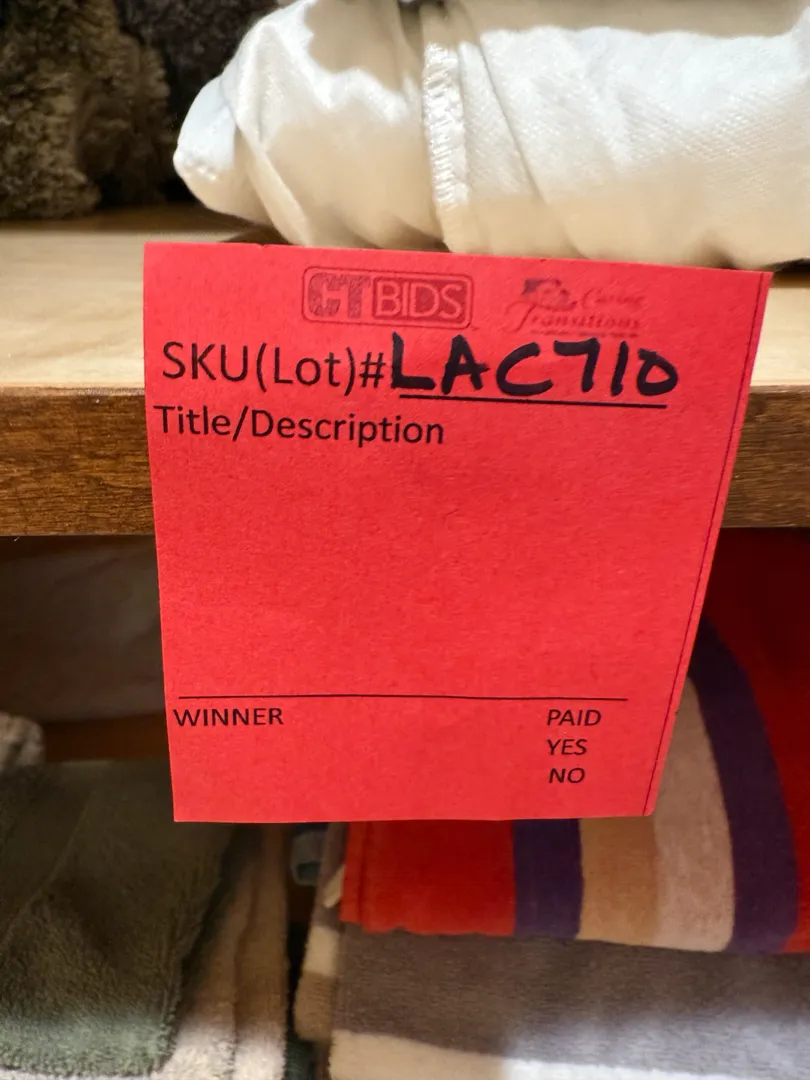 CTBIDS
Caring
Transitions
SKU(Lot)#LAC710
Title/Description
WINNER
PAID
YES
NO